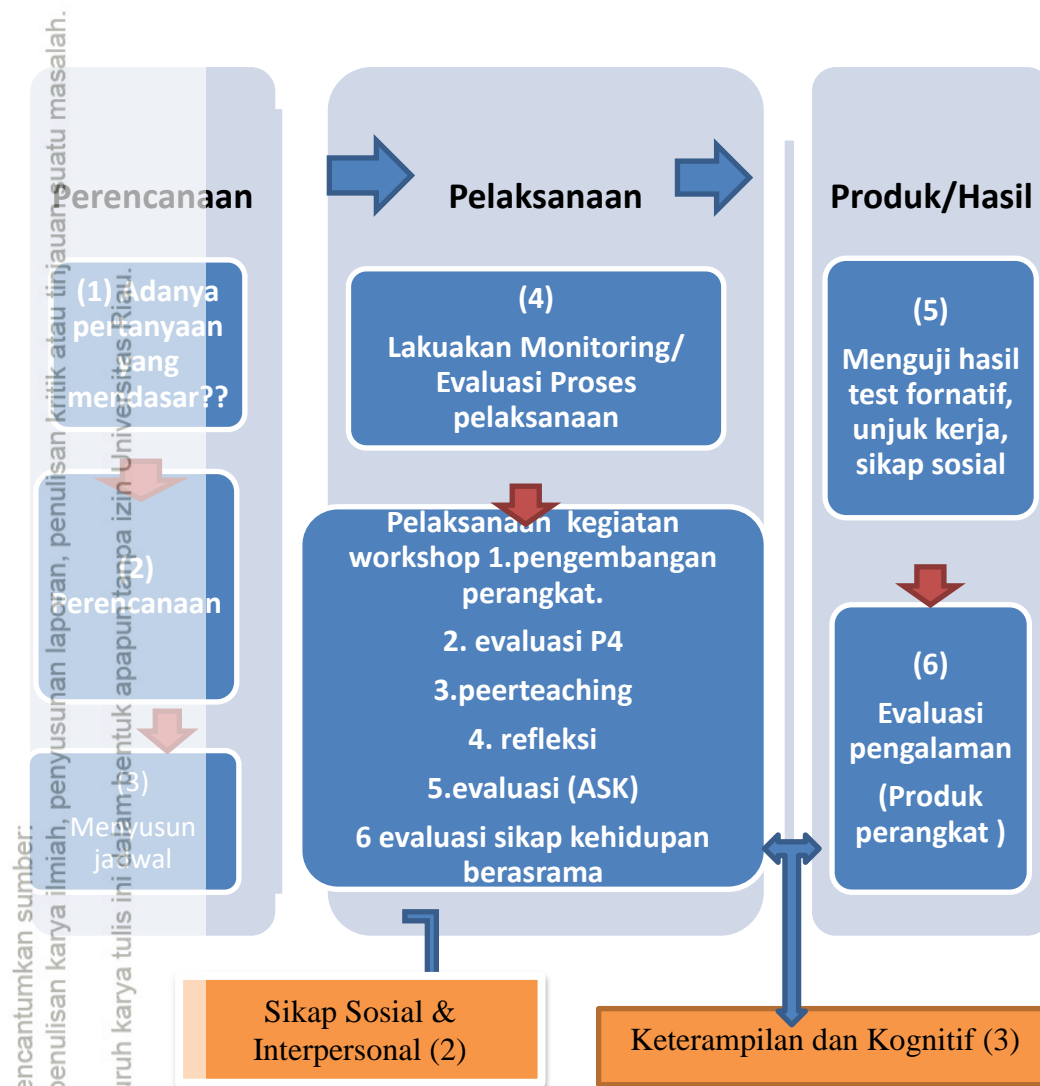 Perencanaan
(1) Adanya
pertanyaan
yang
mendasar??
(2)
Perencanaan
(3)
Menyusun
jadwal
Pelaksanaan
(4)
Lakuakan Monitoring/
Evaluasi Proses
pelaksanaan
Pelaksanaan kegiatan
workshop 1.pengembangan
perangkat.
2. evaluasi P4
3.peerteaching
4. refleksi
5.evaluasi (ASK)
6 evaluasi sikap kehidupan
berasrama
Produk/Hasil
(5)
Menguji hasil
test fornatif,
unjuk kerja,
sikap sosial
(6)
Evaluasi
pengalaman
(Produk
perangkat )
Sikap Sosial &
Interpersonal (2)
Keterampilan dan Kognitif (3)
sumber:
penulisan karya ilmiah, penyusunan laporan, penulisan kritik atau tinjauan suatu masalah.
karya tulis ini dalam bentuk apapun tanpa izin Universitas Riau.